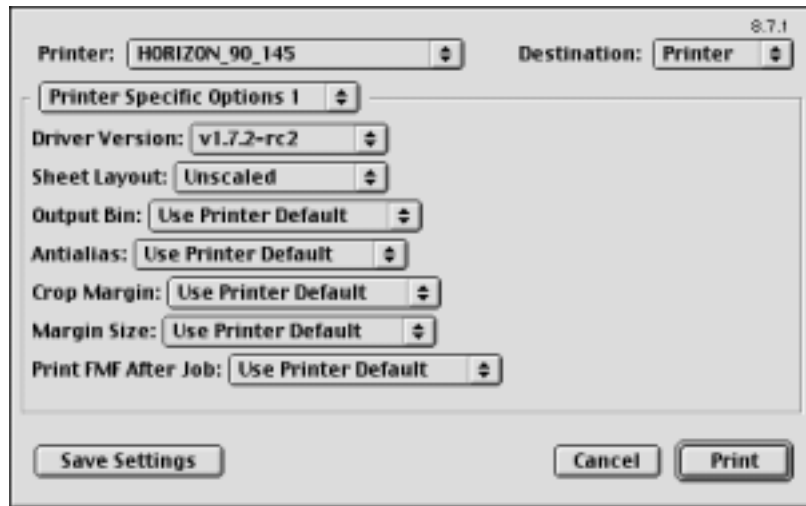 8.7.1
Printer: HORIZON_90_145 Destination: Printer
Printer Specific Options 1
Driver Version: v1.7.2-rc2
Sheet Layout: Unscaled
Output Bin: Use Printer Default
Antialias: Use Printer Default
Crop Margin: Use Printer Default
Margin Size: Use Printer Default
Print FMF After Job: Use Printer Default
Save Settings Cancel Print